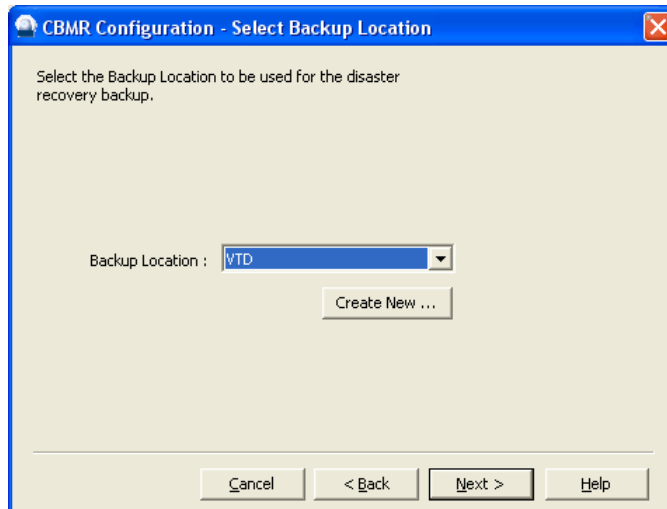 CBMR Configuration - Select Backup Location
Select the Backup Location to be used for the disaster
recovery backup.
Backup Location :
VTD
Create New ...
Cancel
< Back
Next >
Help